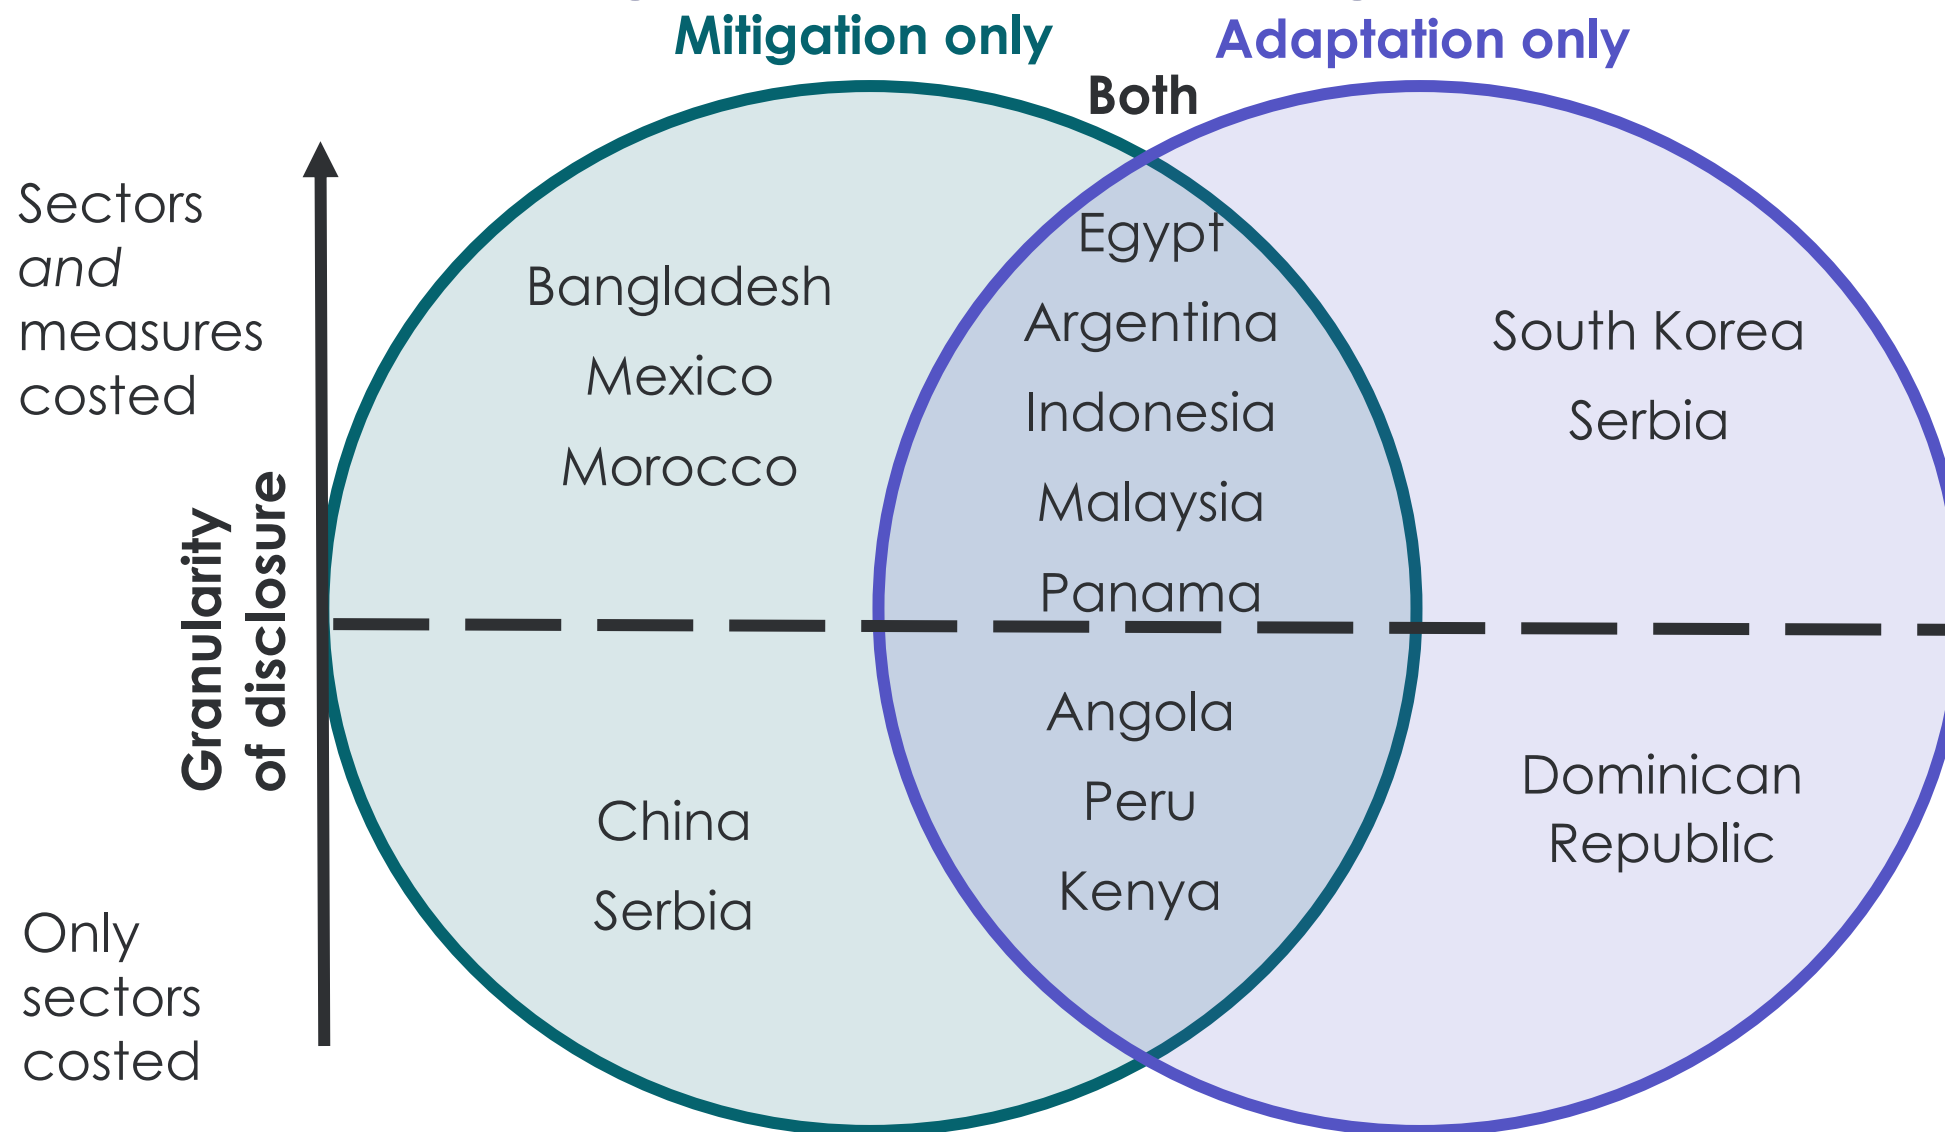 Mitigation only
Adaptation only
Both
Sectors
and
measures
costed
Granularity
of disclosure
Only
sectors
costed
Bangladesh
Mexico
Morocco
China
Serbia
Egypt
Argentina
Indonesia
Malaysia
Panama
Angola
Peru
Kenya
South Korea
Serbia
Dominican
Republic